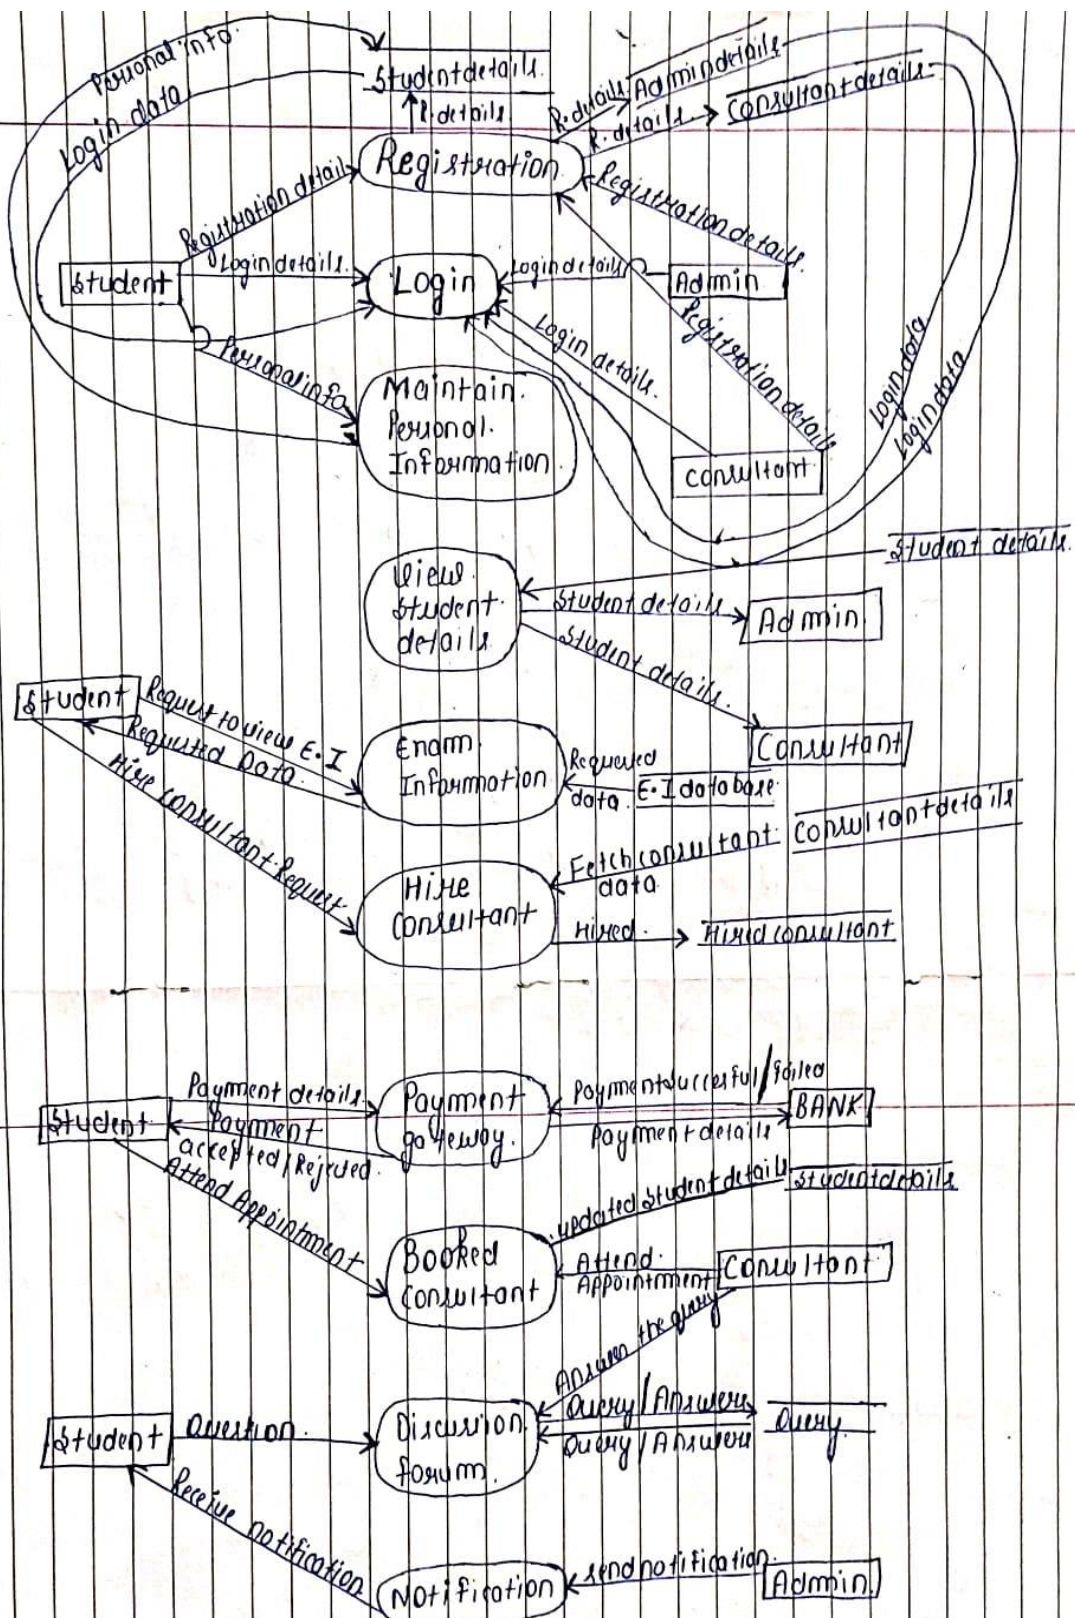 Personal info.
Login data
Student details.
R. details
R. details
Admin details
R. details
Consultant details
Registration
Registration details
Registration details.
Student
Login details.
Login
Login details
Admin
Personal info
Login details.
Registration details
Login data
Login data
Maintain
Personal.
Information
Consultant
Student details.
View
Student
details.
Student details
Admin
Student details.
Consultant
Student
Request to view E.I
Requested Data.
Hire consultant Request
Exam
Information
Requested
data.
E.I database
Hire
Consultant
Fetch consultant
data
Consultant details
Hired.
Hired consultant
Student
Payment details.
Payment
accepted/Rejected.
Attend Appointment
Payment
gateway.
Payment successful/failed
Payment details
BANK
updated student details
Student details
Booked
Consultant
Attend.
Appointment
Consultant
Answer the query
Student
Question.
Discussion
forum.
Query/Answers
Query/Answers
Query
Receive notification
Notification
send notification.
Admin